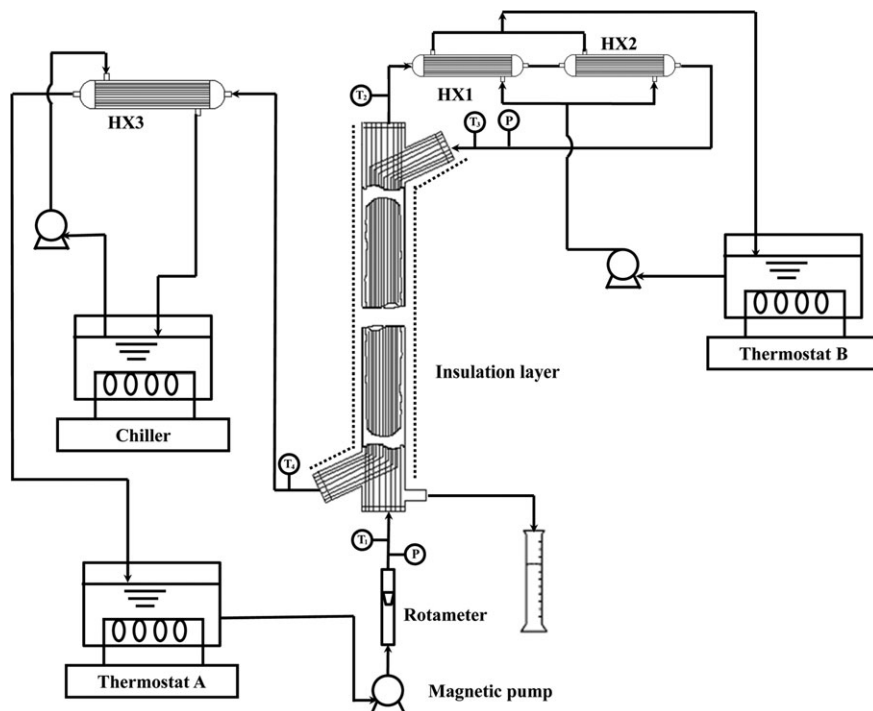 HX2
HX1
HX3
T2
T3
P
Thermostat B
Insulation layer
Chiller
T4
T1
P
Rotameter
Thermostat A
Magnetic pump